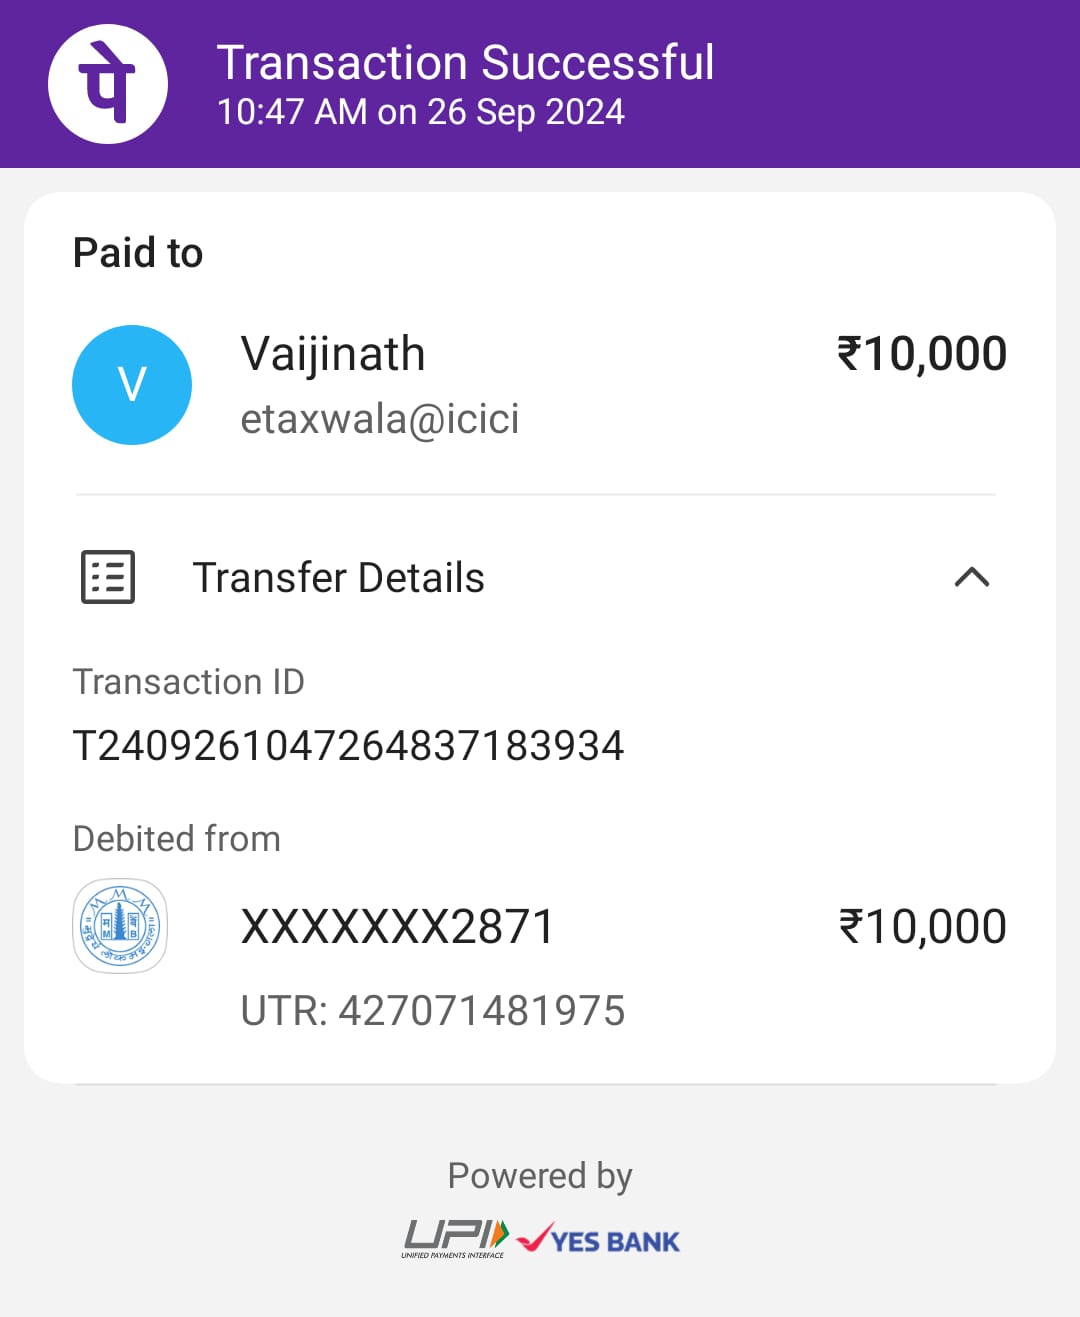 पे
Transaction Successful
10:47 AM on 26 Sep 2024
Paid to
V
Vaijinath
₹10,000
etaxwala@icici
Transfer Details
Transaction ID
T2409261047264837183934
Debited from
XXXXXXX2871
₹10,000
UTR: 427071481975
Powered by
UPI
UNIFIED PAYMENTS INTERFACE
YES BANK